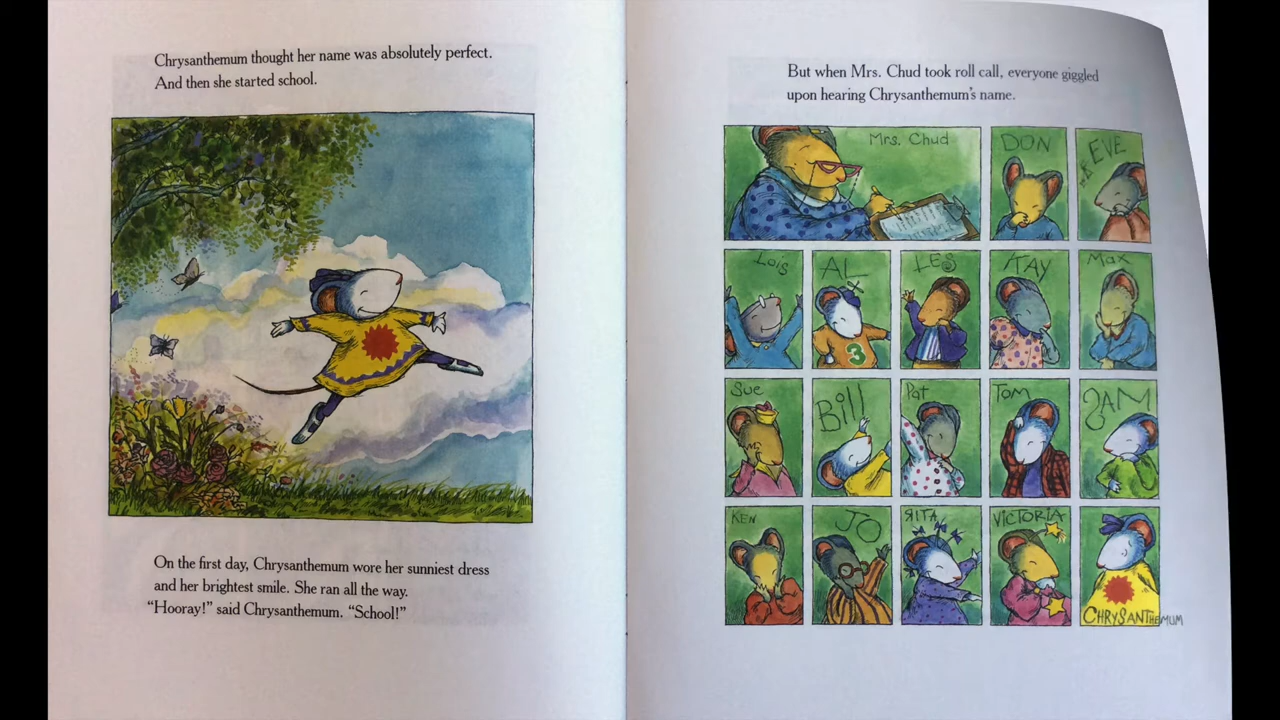 Chrysanthemum thought her name was absolutely perfect.
And then she started school.
On the first day, Chrysanthemum wore her sunniest dress
and her brightest smile. She ran all the way.
“Hooray!” said Chrysanthemum. “School!”
But when Mrs. Chud took roll call, everyone giggled
upon hearing Chrysanthemum's name.
Mrs. Chud
DON
EVE
Lois
AL
LES
KAY
Max
3
Sue
Bill
Pat
Tom
SAM
KEN
JO
RITA
VICTORIA
CHRYSANTHEMUM